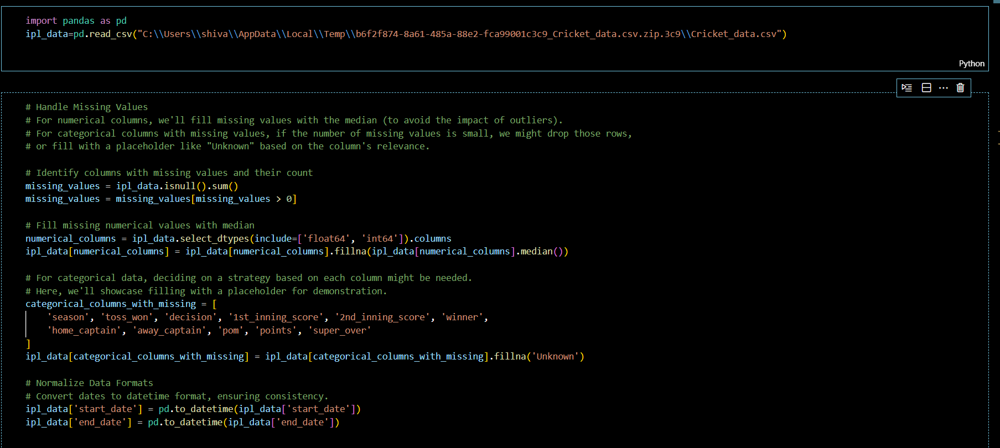 import pandas as pd
ipl_data=pd.read_csv("C:\\Users\\shiva\\AppData\\Local\\Temp\\b6f2f874-8a61-485a-88e2-fca99001c3c9_Cricket_data.csv.zip.3c9\\Cricket_data.csv")
Python
# Handle Missing Values
# For numerical columns, we'll fill missing values with the median (to avoid the impact of outliers).
# For categorical columns with missing values, if the number of missing values is small, we might drop those rows,
# or fill with a placeholder like "Unknown" based on the column's relevance.
# Identify columns with missing values and their count
missing_values = ipl_data.isnull().sum()
missing_values = missing_values[missing_values > 0]
# Fill missing numerical values with median
numerical_columns = ipl_data.select_dtypes(include=['float64', 'int64']).columns
ipl_data[numerical_columns] = ipl_data[numerical_columns].fillna(ipl_data[numerical_columns].median())
# For categorical data, deciding on a strategy based on each column might be needed.
# Here, we'll showcase filling with a placeholder for demonstration.
categorical_columns_with_missing = [
    'season', 'toss_won', 'decision', '1st_inning_score', '2nd_inning_score', 'winner',
    'home_captain', 'away_captain', 'pom', 'points', 'super_over'
]
ipl_data[categorical_columns_with_missing] = ipl_data[categorical_columns_with_missing].fillna('Unknown')
# Normalize Data Formats
# Convert dates to datetime format, ensuring consistency.
ipl_data['start_date'] = pd.to_datetime(ipl_data['start_date'])
ipl_data['end_date'] = pd.to_datetime(ipl_data['end_date'])